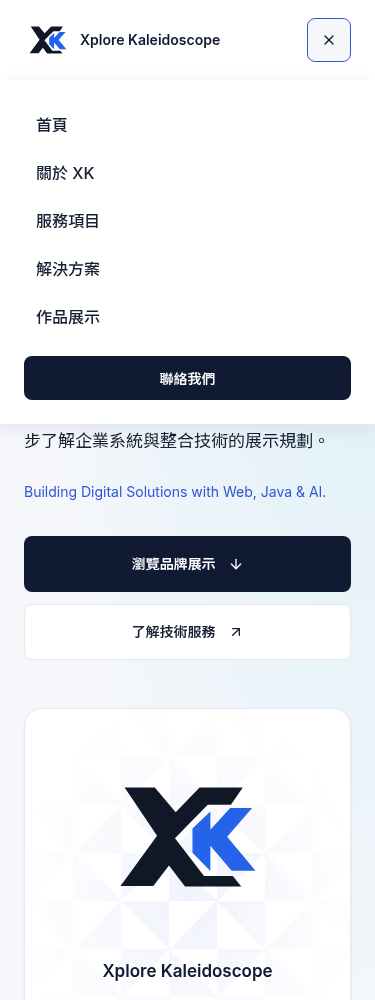 Xplore Kaleidoscope
首頁
關於 XK
服務項目
解決方案
作品展示
聯絡我們
步了解企業系統與整合技術的展示規劃。
Building Digital Solutions with Web, Java & AI.
瀏覽品牌展示
了解技術服務
XK
Xplore Kaleidoscope